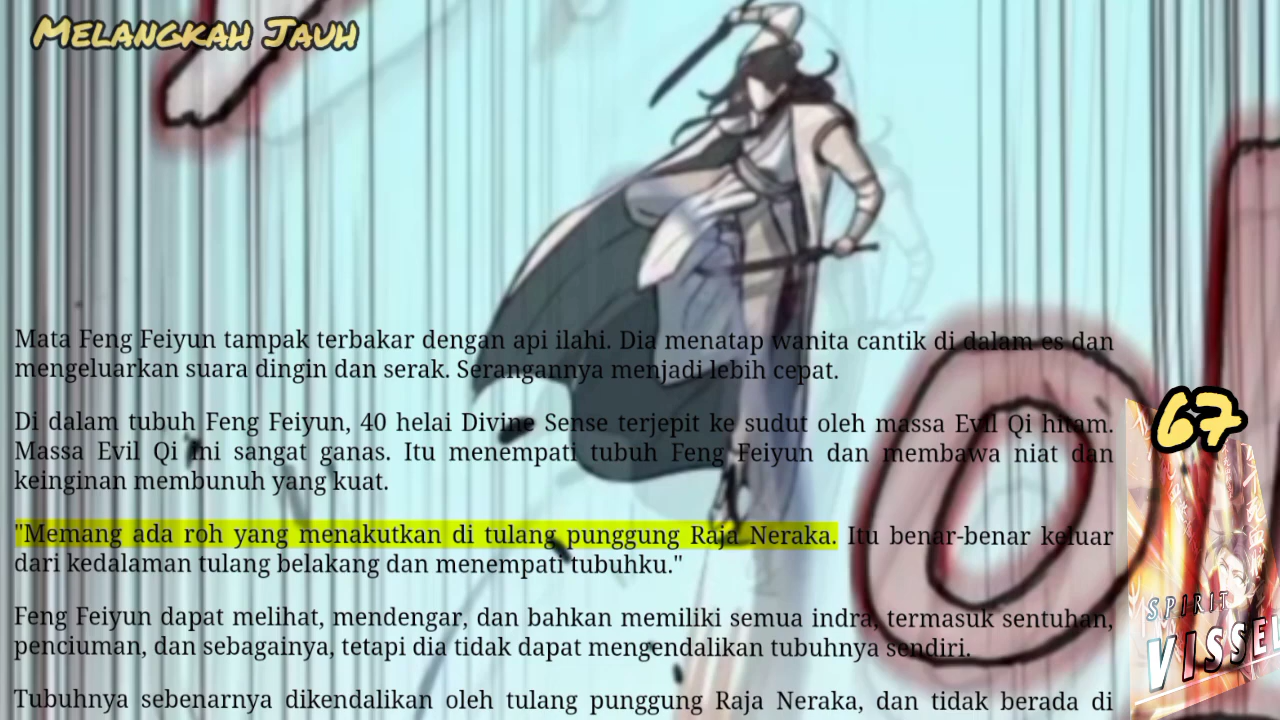 Melangkah Jauh
Mata Feng Feiyun tampak terbakar dengan api ilahi. Dia menatap wanita cantik di dalam es dan
mengeluarkan suara dingin dan serak. Serangannya menjadi lebih cepat.
Di dalam tubuh Feng Feiyun, 40 helai Divine Sense terjepit ke sudut oleh massa Evil Qi hitam.
Massa Evil Qi ini sangat ganas. Itu menempati tubuh Feng Feiyun dan membawa niat dan
keinginan membunuh yang kuat.
"Memang ada roh yang menakutkan di tulang punggung Raja Neraka. Itu benar-benar keluar
dari kedalaman tulang belakang dan menempati tubuhku."
Feng Feiyun dapat melihat, mendengar, dan bahkan memiliki semua indra, termasuk sentuhan,
penciuman, dan sebagainya, tetapi dia tidak dapat mengendalikan tubuhnya sendiri.
Tubuhnya sebenarnya dikendalikan oleh tulang punggung Raja Neraka, dan tidak berada di
67
SPIRIT
VISSEL